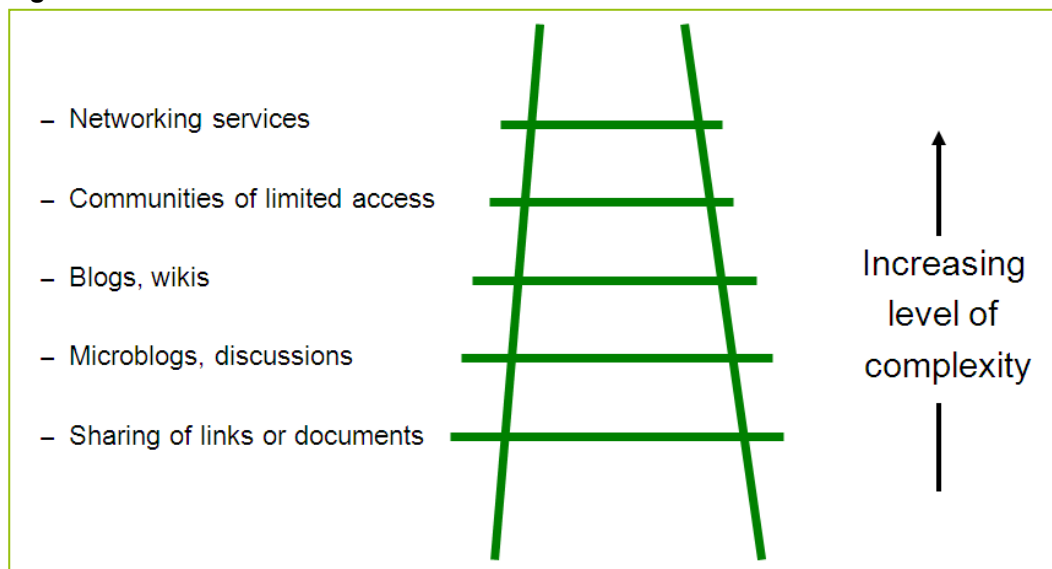 – Networking services
– Communities of limited access
– Blogs, wikis
– Microblogs, discussions
– Sharing of links or documents
Increasing
level of
complexity